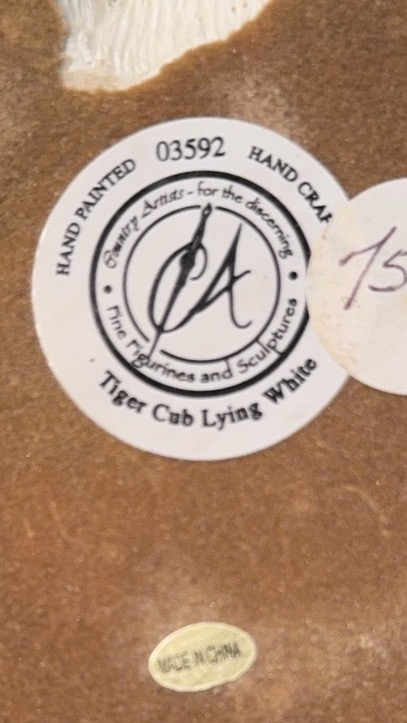 HAND PAINTED 03592 HAND CRAF
Country Artists - for the discerning
CA
Fine Figurines and Sculptures
Tiger Cub Lying White
75
MADE IN CHINA